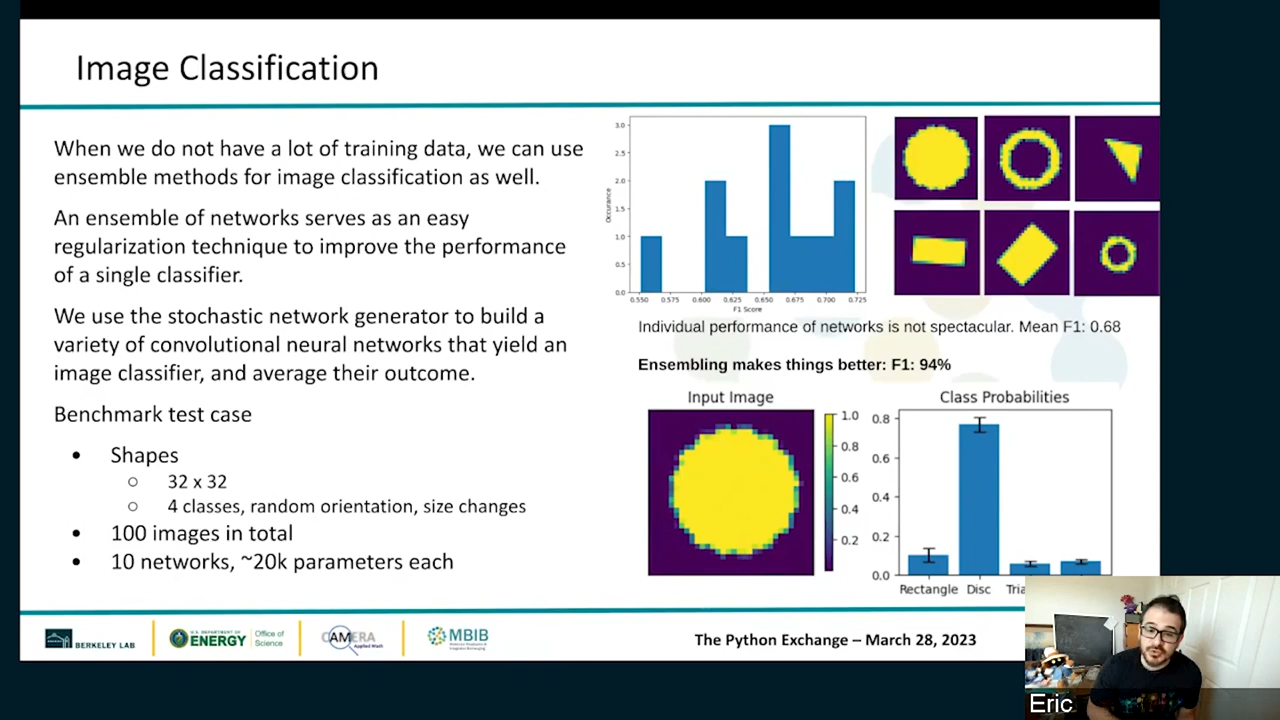 Image Classification
When we do not have a lot of training data, we can use
ensemble methods for image classification as well.
An ensemble of networks serves as an easy
regularization technique to improve the performance
of a single classifier.
We use the stochastic network generator to build a
variety of convolutional neural networks that yield an
image classifier, and average their outcome.
Benchmark test case
• Shapes
○ 32 x 32
○ 4 classes, random orientation, size changes
• 100 images in total
• 10 networks, ~20k parameters each
3.0
2.5
2.0
1.5
1.0
0.5
0.0
Occurance
0.550 0.575 0.600 0.625 0.650 0.675 0.700 0.725
F1 Score
Individual performance of networks is not spectacular. Mean F1: 0.68
Ensembling makes things better: F1: 94%
Input Image
1.0
0.8
0.6
0.4
0.2
Class Probabilities
0.8
0.6
0.4
0.2
0.0
Rectangle Disc Tria
BERKELEY LAB
U.S. DEPARTMENT OF
ENERGY
Office of
Science
CAMERA
Applied Math
MBIB
The Python Exchange – March 28, 2023
Eric